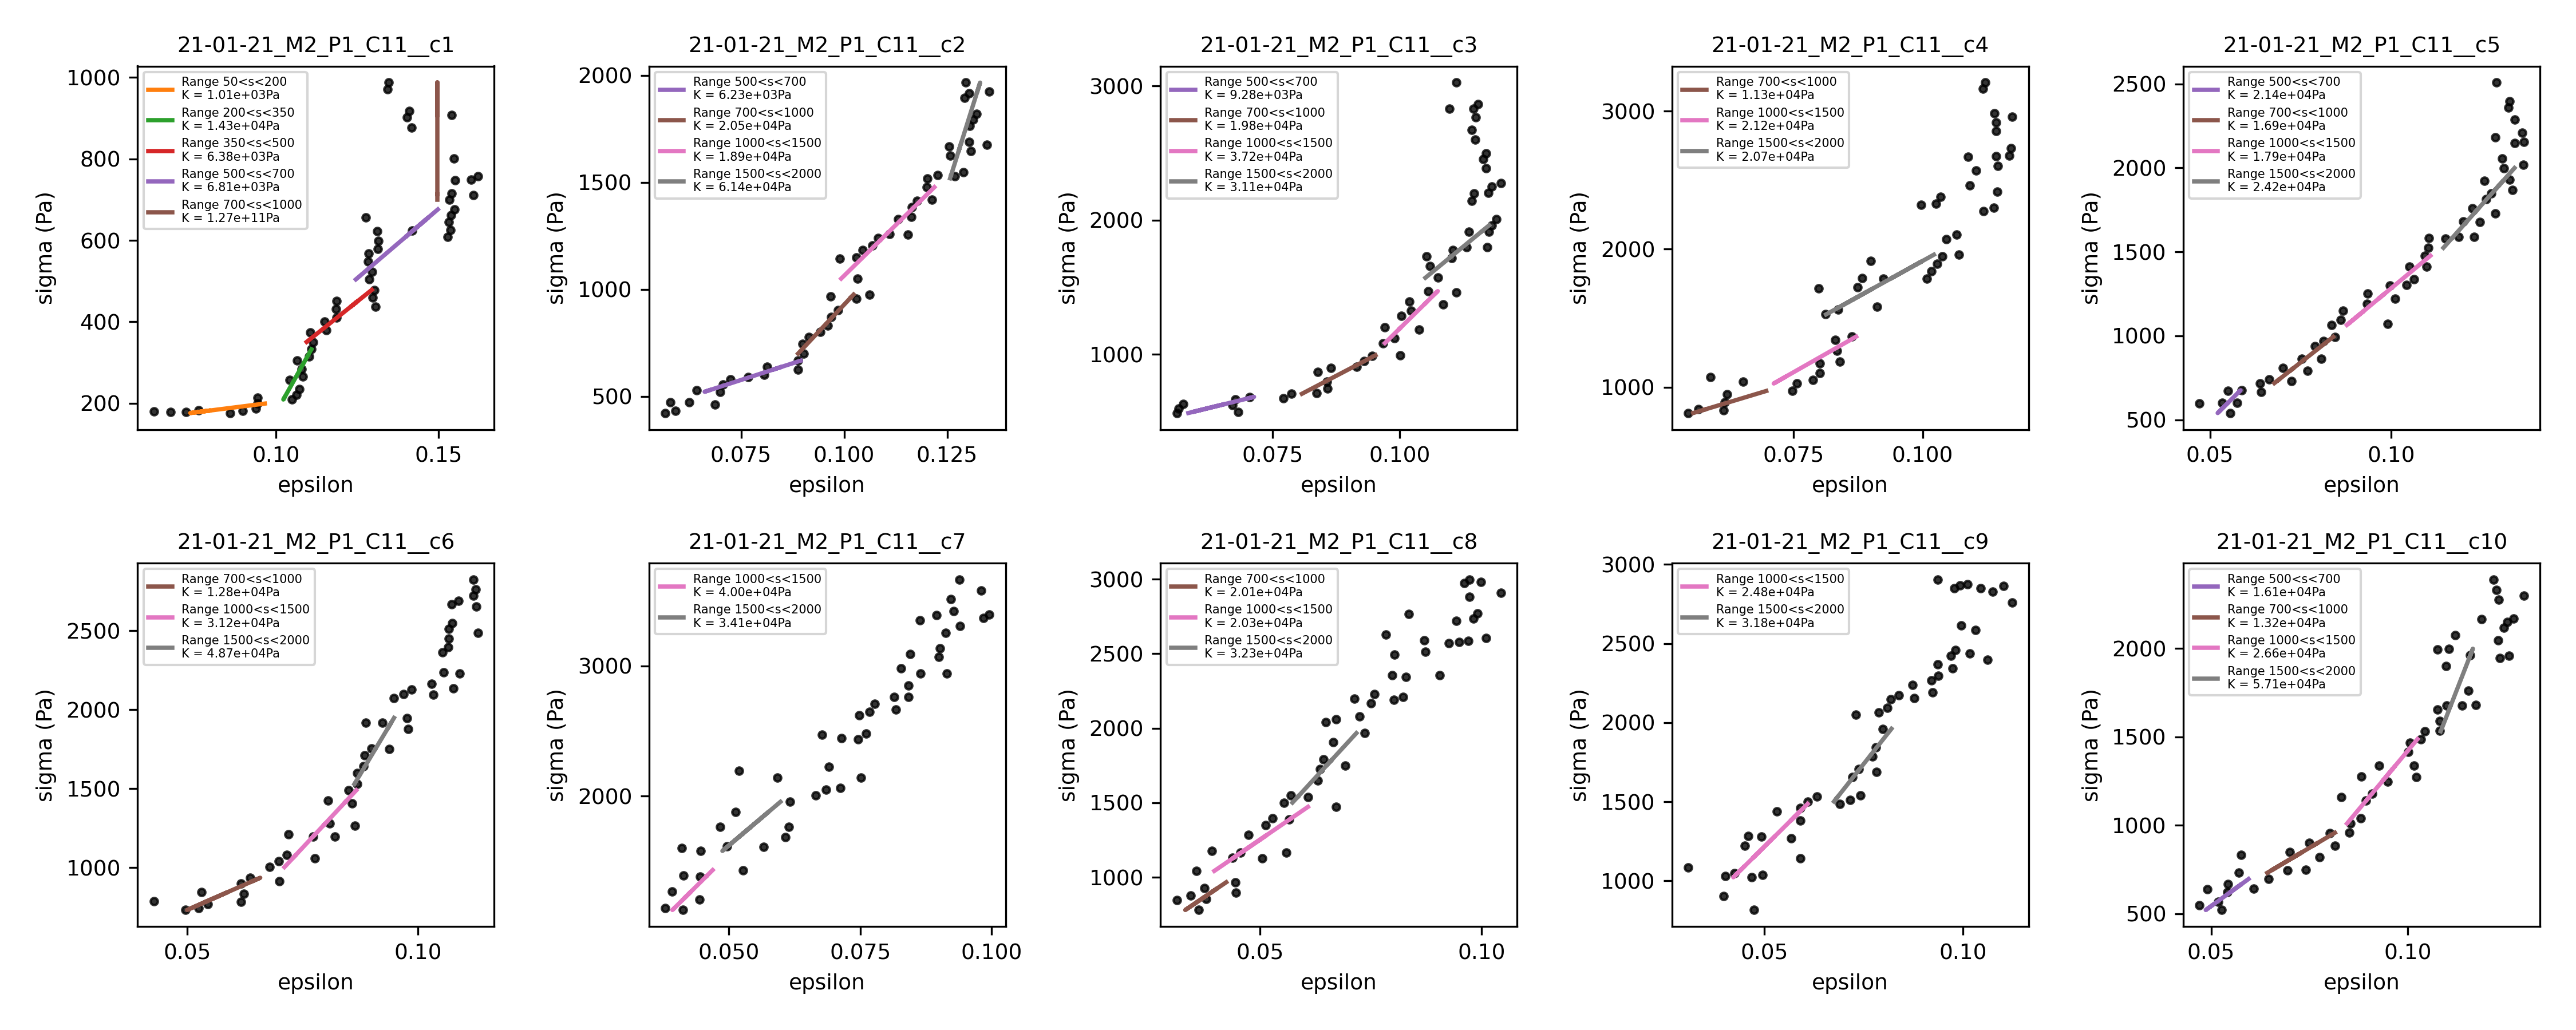 21-01-21_M2_P1_C11__c1
Range 50<s<200
K = 1.01e+03Pa
Range 200<s<350
K = 1.43e+04Pa
Range 350<s<500
K = 6.38e+03Pa
Range 500<s<700
K = 6.81e+03Pa
Range 700<s<1000
K = 1.27e+11Pa
1000
800
600
400
200
sigma (Pa)
0.10 0.15
epsilon
21-01-21_M2_P1_C11__c2
Range 500<s<700
K = 6.23e+03Pa
Range 700<s<1000
K = 2.05e+04Pa
Range 1000<s<1500
K = 1.89e+04Pa
Range 1500<s<2000
K = 6.14e+04Pa
2000
1500
1000
500
sigma (Pa)
0.075 0.100 0.125
epsilon
21-01-21_M2_P1_C11__c3
Range 500<s<700
K = 9.28e+03Pa
Range 700<s<1000
K = 1.98e+04Pa
Range 1000<s<1500
K = 3.72e+04Pa
Range 1500<s<2000
K = 3.11e+04Pa
3000
2000
1000
sigma (Pa)
0.075 0.100
epsilon
21-01-21_M2_P1_C11__c4
Range 700<s<1000
K = 1.13e+04Pa
Range 1000<s<1500
K = 2.12e+04Pa
Range 1500<s<2000
K = 2.07e+04Pa
3000
2000
1000
sigma (Pa)
0.075 0.100
epsilon
21-01-21_M2_P1_C11__c5
Range 500<s<700
K = 2.14e+04Pa
Range 700<s<1000
K = 1.69e+04Pa
Range 1000<s<1500
K = 1.79e+04Pa
Range 1500<s<2000
K = 2.42e+04Pa
2500
2000
1500
1000
500
sigma (Pa)
0.05 0.10
epsilon
21-01-21_M2_P1_C11__c6
Range 700<s<1000
K = 1.28e+04Pa
Range 1000<s<1500
K = 3.12e+04Pa
Range 1500<s<2000
K = 4.87e+04Pa
2500
2000
1500
1000
sigma (Pa)
0.05 0.10
epsilon
21-01-21_M2_P1_C11__c7
Range 1000<s<1500
K = 4.00e+04Pa
Range 1500<s<2000
K = 3.41e+04Pa
3000
2000
sigma (Pa)
0.050 0.075 0.100
epsilon
21-01-21_M2_P1_C11__c8
Range 700<s<1000
K = 2.01e+04Pa
Range 1000<s<1500
K = 2.03e+04Pa
Range 1500<s<2000
K = 3.23e+04Pa
3000
2500
2000
1500
1000
sigma (Pa)
0.05 0.10
epsilon
21-01-21_M2_P1_C11__c9
Range 1000<s<1500
K = 2.48e+04Pa
Range 1500<s<2000
K = 3.18e+04Pa
3000
2500
2000
1500
1000
sigma (Pa)
0.05 0.10
epsilon
21-01-21_M2_P1_C11__c10
Range 500<s<700
K = 1.61e+04Pa
Range 700<s<1000
K = 1.32e+04Pa
Range 1000<s<1500
K = 2.66e+04Pa
Range 1500<s<2000
K = 5.71e+04Pa
2000
1500
1000
500
sigma (Pa)
0.05 0.10
epsilon